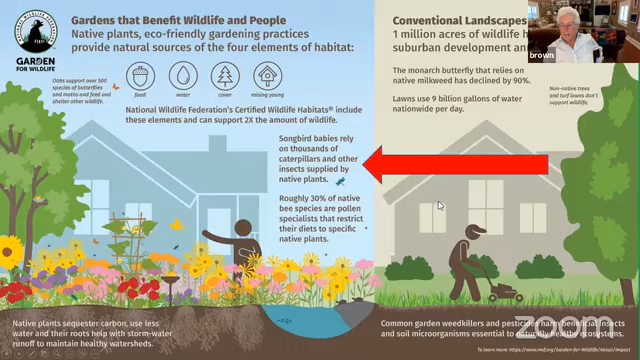 NATIONAL WILDLIFE FEDERATION
GARDEN
FOR WILDLIFE
Gardens that Benefit Wildlife and People
Native plants, eco-friendly gardening practices
provide natural sources of the four elements of habitat:
Oaks support over 500
species of butterflies
and moths and feed and
shelter other wildlife.
food
water
cover
raising young
National Wildlife Federation's Certified Wildlife Habitats® include
these elements and can support 2X the amount of wildlife.
Songbird babies rely
on thousands of
caterpillars and other
insects supplied by
native plants.
Roughly 30% of native
bee species are pollen
specialists that restrict
their diets to specific
native plants.
Native plants sequester carbon, use less
water and their roots help with storm-water
runoff to maintain healthy watersheds.
Conventional Landscapes
1 million acres of wildlife h
suburban development an
The monarch butterfly that relies on
native milkweed has declined by 90%.
Lawns use 9 billion gallons of water
nationwide per day.
Non-native trees
and turf lawns don't
support wildlife.
Common garden weedkillers and pesticides harm beneficial insects
and soil microorganisms essential to naturally healthy ecosystems.
To learn more: https://www.nwf.org/Garden-for-Wildlife/About/Impact
brown
zoom